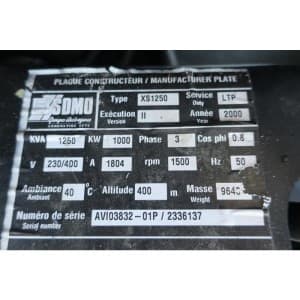 PLAQUE CONSTRUCTEUR / MANUFACTURER PLATE
SDMO
Type XS1250 Service Duty LTP
Exécution Version II Année Year 2000
KVA 1250 KW 1000 Phase 3 Cos phi 0.8
V 230/400 A 1804 rpm 1500 Hz 50
Ambiance Ambiant 40°C Altitude 400 m Masse Weight 9640
Numéro de série AVI03832-01P / 2336137
Serial number